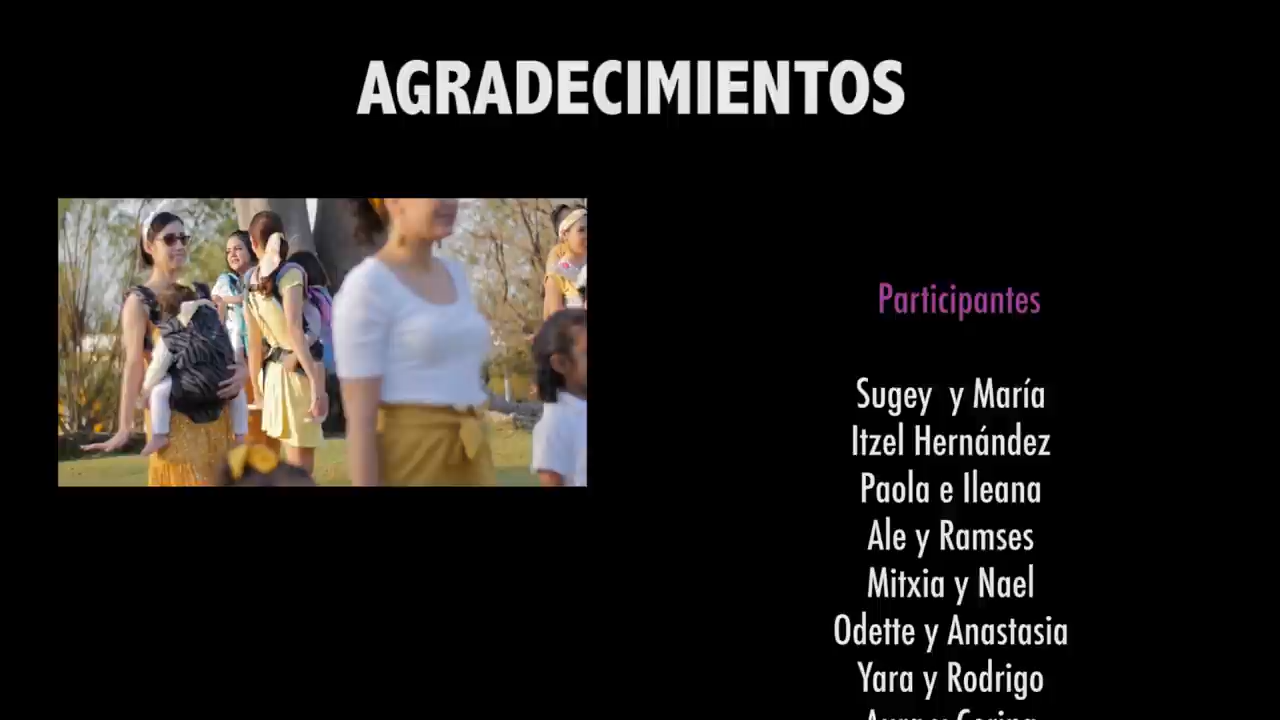 AGRADECIMIENTOS
Participantes
Sugey y María
Itzel Hernández
Paola e Ileana
Ale y Ramses
Mitxia y Nael
Odette y Anastasia
Yara y Rodrigo